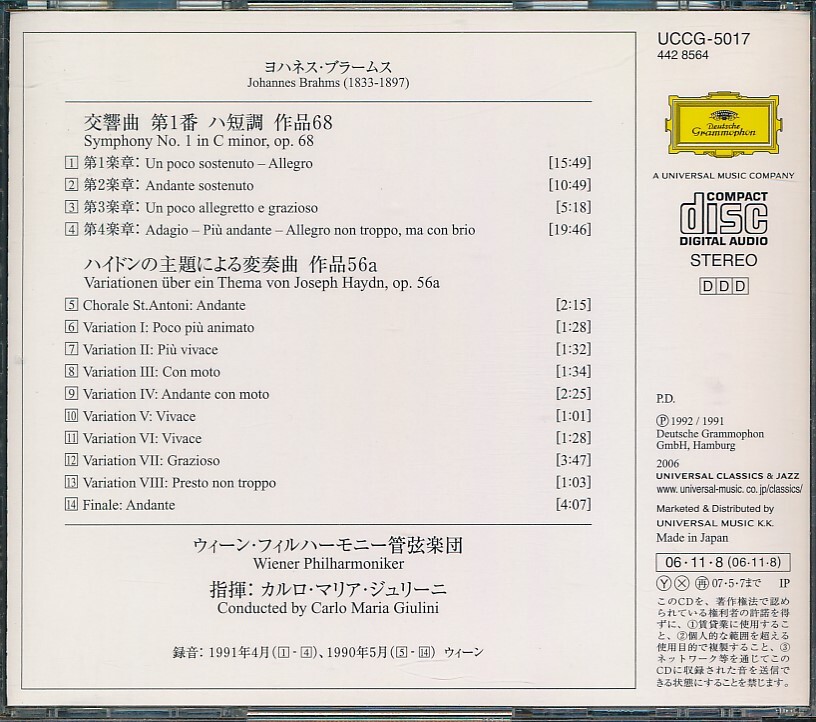 ヨハネス・ブラームス
Johannes Brahms (1833-1897)
交響曲 第1番 ハ短調 作品68
Symphony No. 1 in C minor, op. 68
1 第1楽章: Un poco sostenuto – Allegro [15:49]
2 第2楽章: Andante sostenuto [10:49]
3 第3楽章: Un poco allegretto e grazioso [5:18]
4 第4楽章: Adagio – Più andante – Allegro non troppo, ma con brio [19:46]
ハイドンの主題による変奏曲 作品56a
Variationen über ein Thema von Joseph Haydn, op. 56a
5 Chorale St.Antoni: Andante [2:15]
6 Variation I: Poco più animato [1:28]
7 Variation II: Più vivace [1:32]
8 Variation III: Con moto [1:34]
9 Variation IV: Andante con moto [2:25]
10 Variation V: Vivace [1:01]
11 Variation VI: Vivace [1:28]
12 Variation VII: Grazioso [3:47]
13 Variation VIII: Presto non troppo [1:03]
14 Finale: Andante [4:07]
ウィーン・フィルハーモニー管弦楽団
Wiener Philharmoniker
指揮: カルロ・マリア・ジュリーニ
Conducted by Carlo Maria Giulini
録音: 1991年4月(1 - 4)、1990年5月(5 - 14) ウィーン
UCCG-5017
442 8564
Deutsche
Grammophon
A UNIVERSAL MUSIC COMPANY
COMPACT
disc
DIGITAL AUDIO
STEREO
DDD
P.D.
Ⓟ 1992 / 1991
Deutsche Grammophon
GmbH, Hamburg
2006
UNIVERSAL CLASSICS & JAZZ
www. universal-music. co.jp/classics/
Marketed & Distributed by
UNIVERSAL MUSIC K.K.
Made in Japan
06・11・8 (06・11・8)
Ⓨ Ⓧ 再 07・5・7まで IP
このCDを、著作権法で認め
られている権利者の許諾を得
ずに、①賃貸業に使用するこ
と、②個人的な範囲を超える
使用目的で複製すること、③
ネットワーク等を通じてこの
CDに収録された音を送信で
きる状態にすることを禁じます。